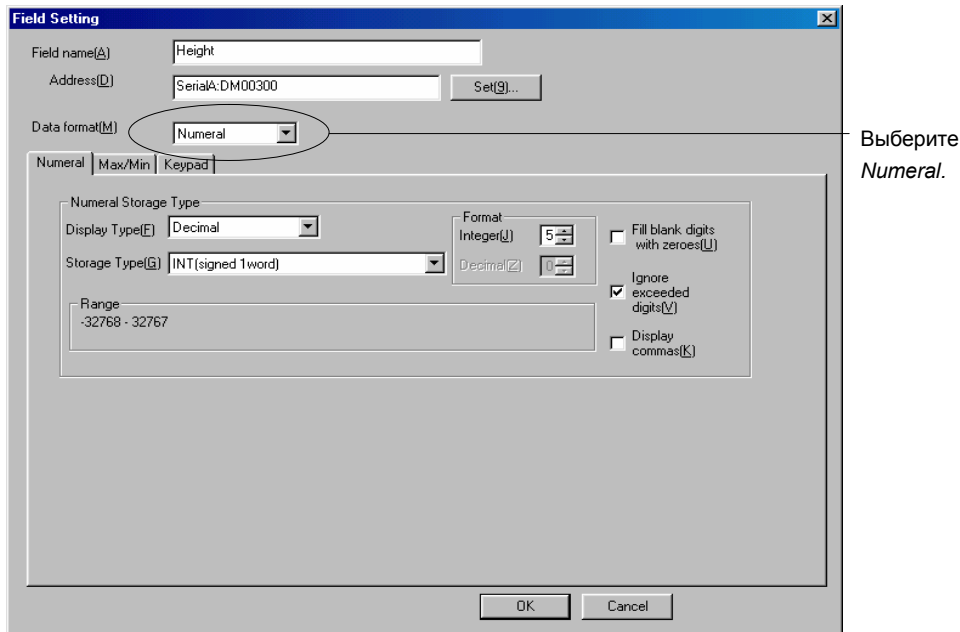 Field Setting
Field name(A) Height
Address(D) SerialA:DM00300 Set(9)...
Data format(M) Numeral
Выберите
Numeral.
Numeral Max/Min Keypad
Numeral Storage Type
Display Type(F) Decimal
Storage Type(G) INT(signed 1word)
Range
-32768 - 32767
Format
Integer(J) 5
Decimal(Z) 0
Fill blank digits
with zeroes(U)
Ignore
exceeded
digits(V)
Display
commas(K)
OK Cancel